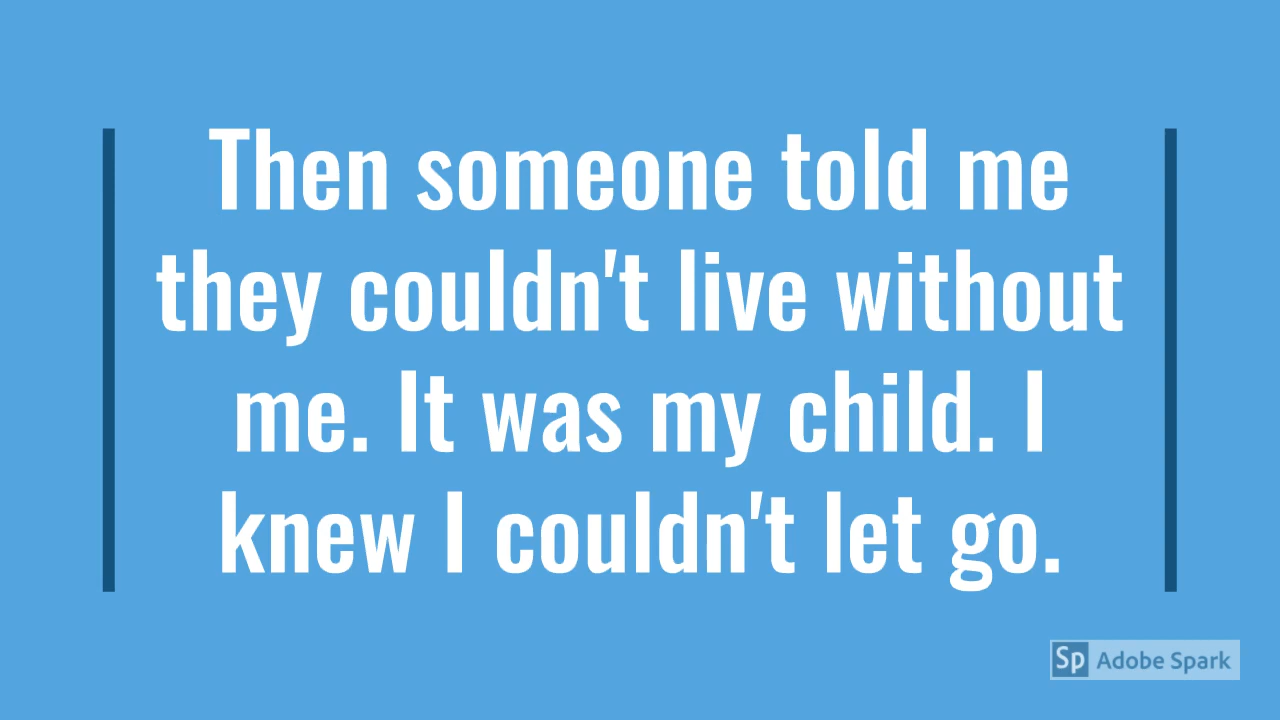 Then someone told me
they couldn't live without
me. It was my child. I
knew I couldn't let go.
Sp Adobe Spark